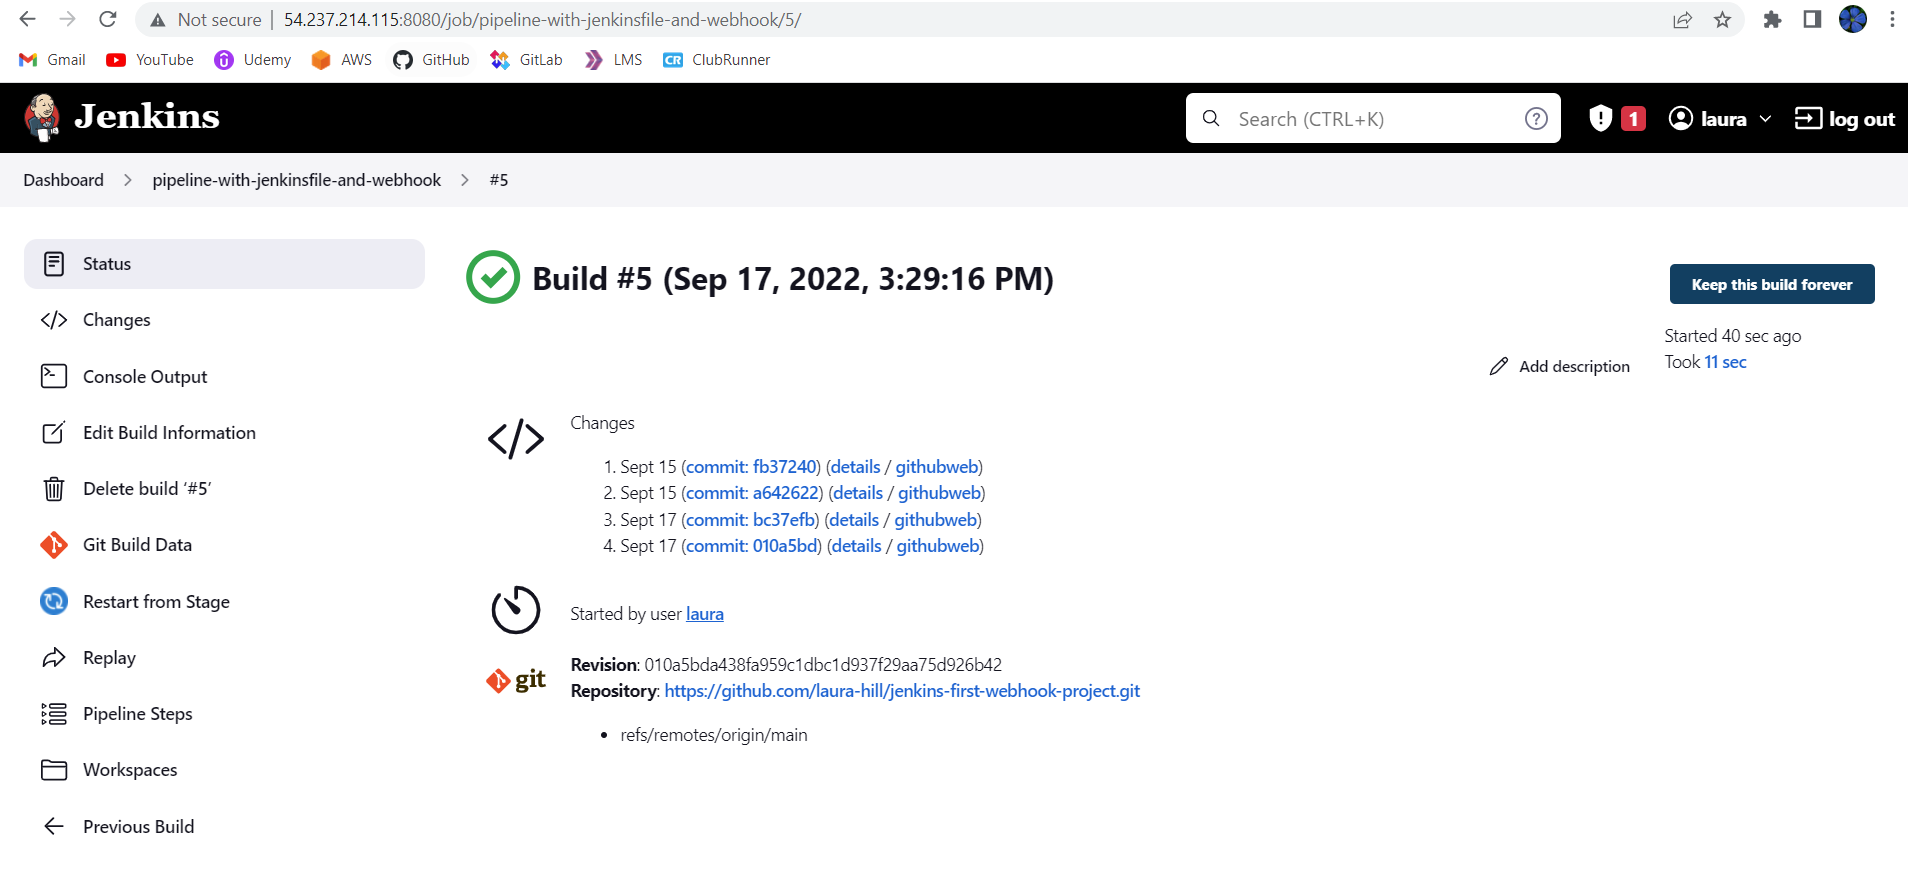 Not secure | 54.237.214.115:8080/job/pipeline-with-jenkinsfile-and-webhook/5/
Gmail YouTube Udemy AWS GitHub GitLab LMS CR ClubRunner
Jenkins Search (CTRL+K) ? ! 1 laura log out
Dashboard > pipeline-with-jenkinsfile-and-webhook > #5
Status
Changes
Console Output
Edit Build Information
Delete build ‘#5’
Git Build Data
Restart from Stage
Replay
Pipeline Steps
Workspaces
Previous Build
Build #5 (Sep 17, 2022, 3:29:16 PM)
Keep this build forever
Started 40 sec ago
Took 11 sec
Add description
</> Changes
1. Sept 15 (commit: fb37240) (details / githubweb)
2. Sept 15 (commit: a642622) (details / githubweb)
3. Sept 17 (commit: bc37efb) (details / githubweb)
4. Sept 17 (commit: 010a5bd) (details / githubweb)
Started by user laura
git
Revision: 010a5bda438fa959c1dbc1d937f29aa75d926b42
Repository: https://github.com/laura-hill/jenkins-first-webhook-project.git
• refs/remotes/origin/main